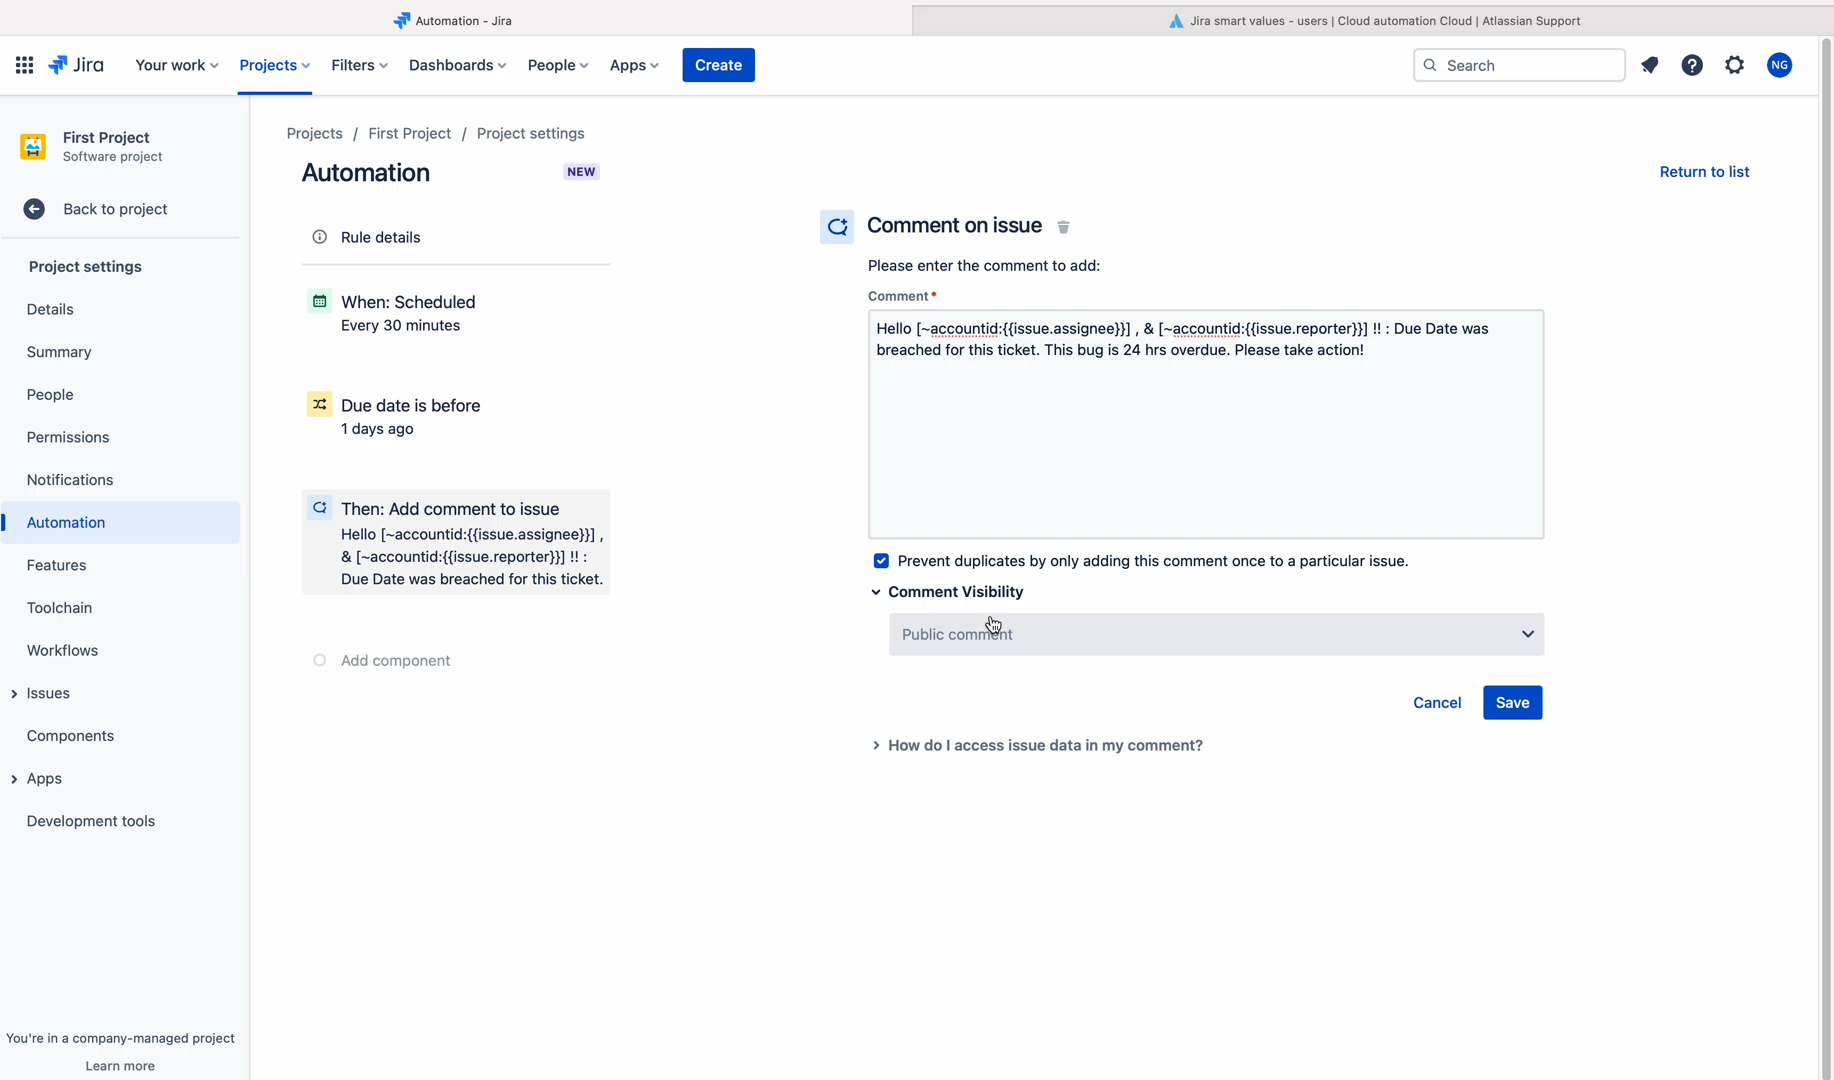 Automation - Jira
Jira smart values - users | Cloud automation Cloud | Atlassian Support
Jira
Your work
Projects
Filters
Dashboards
People
Apps
Create
Search
NG
First Project
Software project
Back to project
Project settings
Details
Summary
People
Permissions
Notifications
Automation
Features
Toolchain
Workflows
Issues
Components
Apps
Development tools
You're in a company-managed project
Learn more
Projects / First Project / Project settings
Automation
NEW
Return to list
Rule details
When: Scheduled
Every 30 minutes
Due date is before
1 days ago
Then: Add comment to issue
Hello [~accountid:{{issue.assignee}}] ,
& [~accountid:{{issue.reporter}}] !! :
Due Date was breached for this ticket.
Add component
Comment on issue
Please enter the comment to add:
Comment*
Hello [~accountid:{{issue.assignee}}] , & [~accountid:{{issue.reporter}}] !! : Due Date was
breached for this ticket. This bug is 24 hrs overdue. Please take action!
Prevent duplicates by only adding this comment once to a particular issue.
Comment Visibility
Public comment
Cancel
Save
How do I access issue data in my comment?